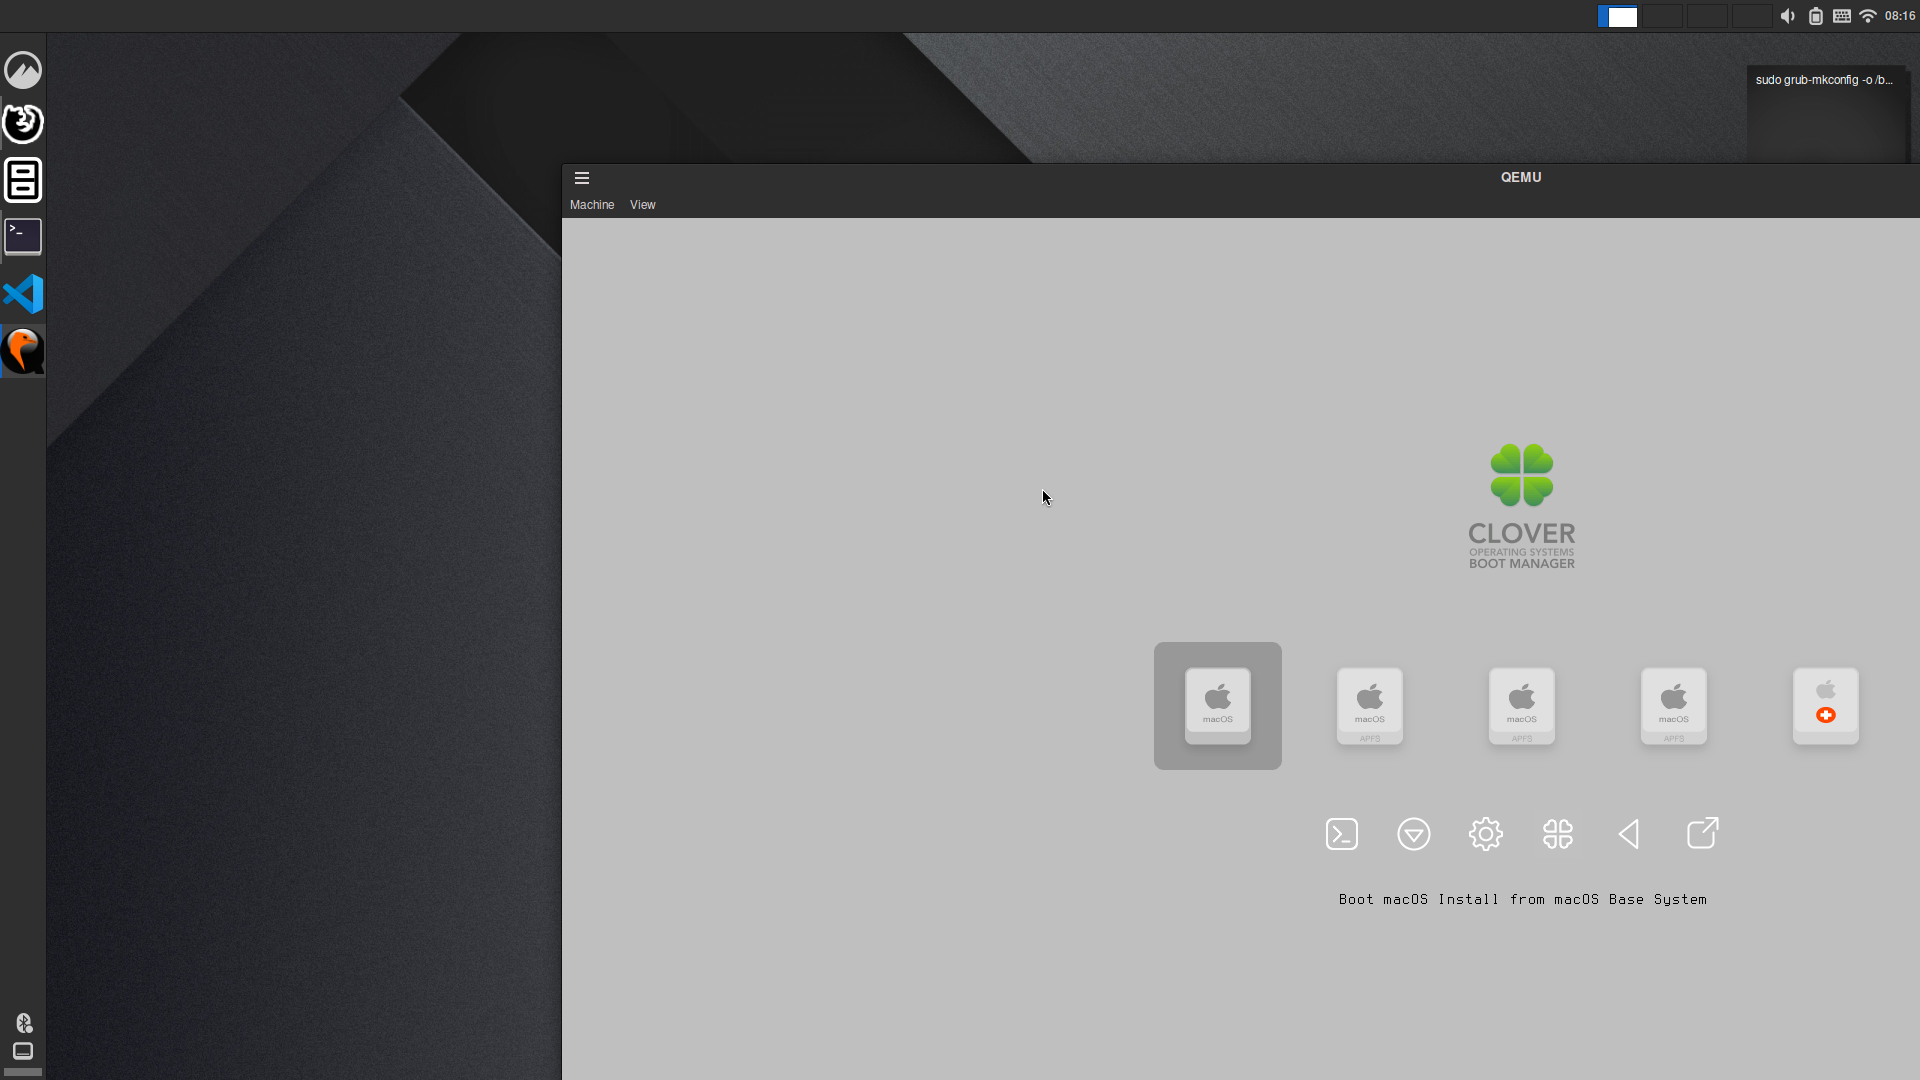 08:16
sudo grub-mkconfig -o /b...
QEMU
Machine View
CLOVER
OPERATING SYSTEMS
BOOT MANAGER
macOS
macOS
APFS
macOS
APFS
macOS
APFS
Boot macOS Install from macOS Base System